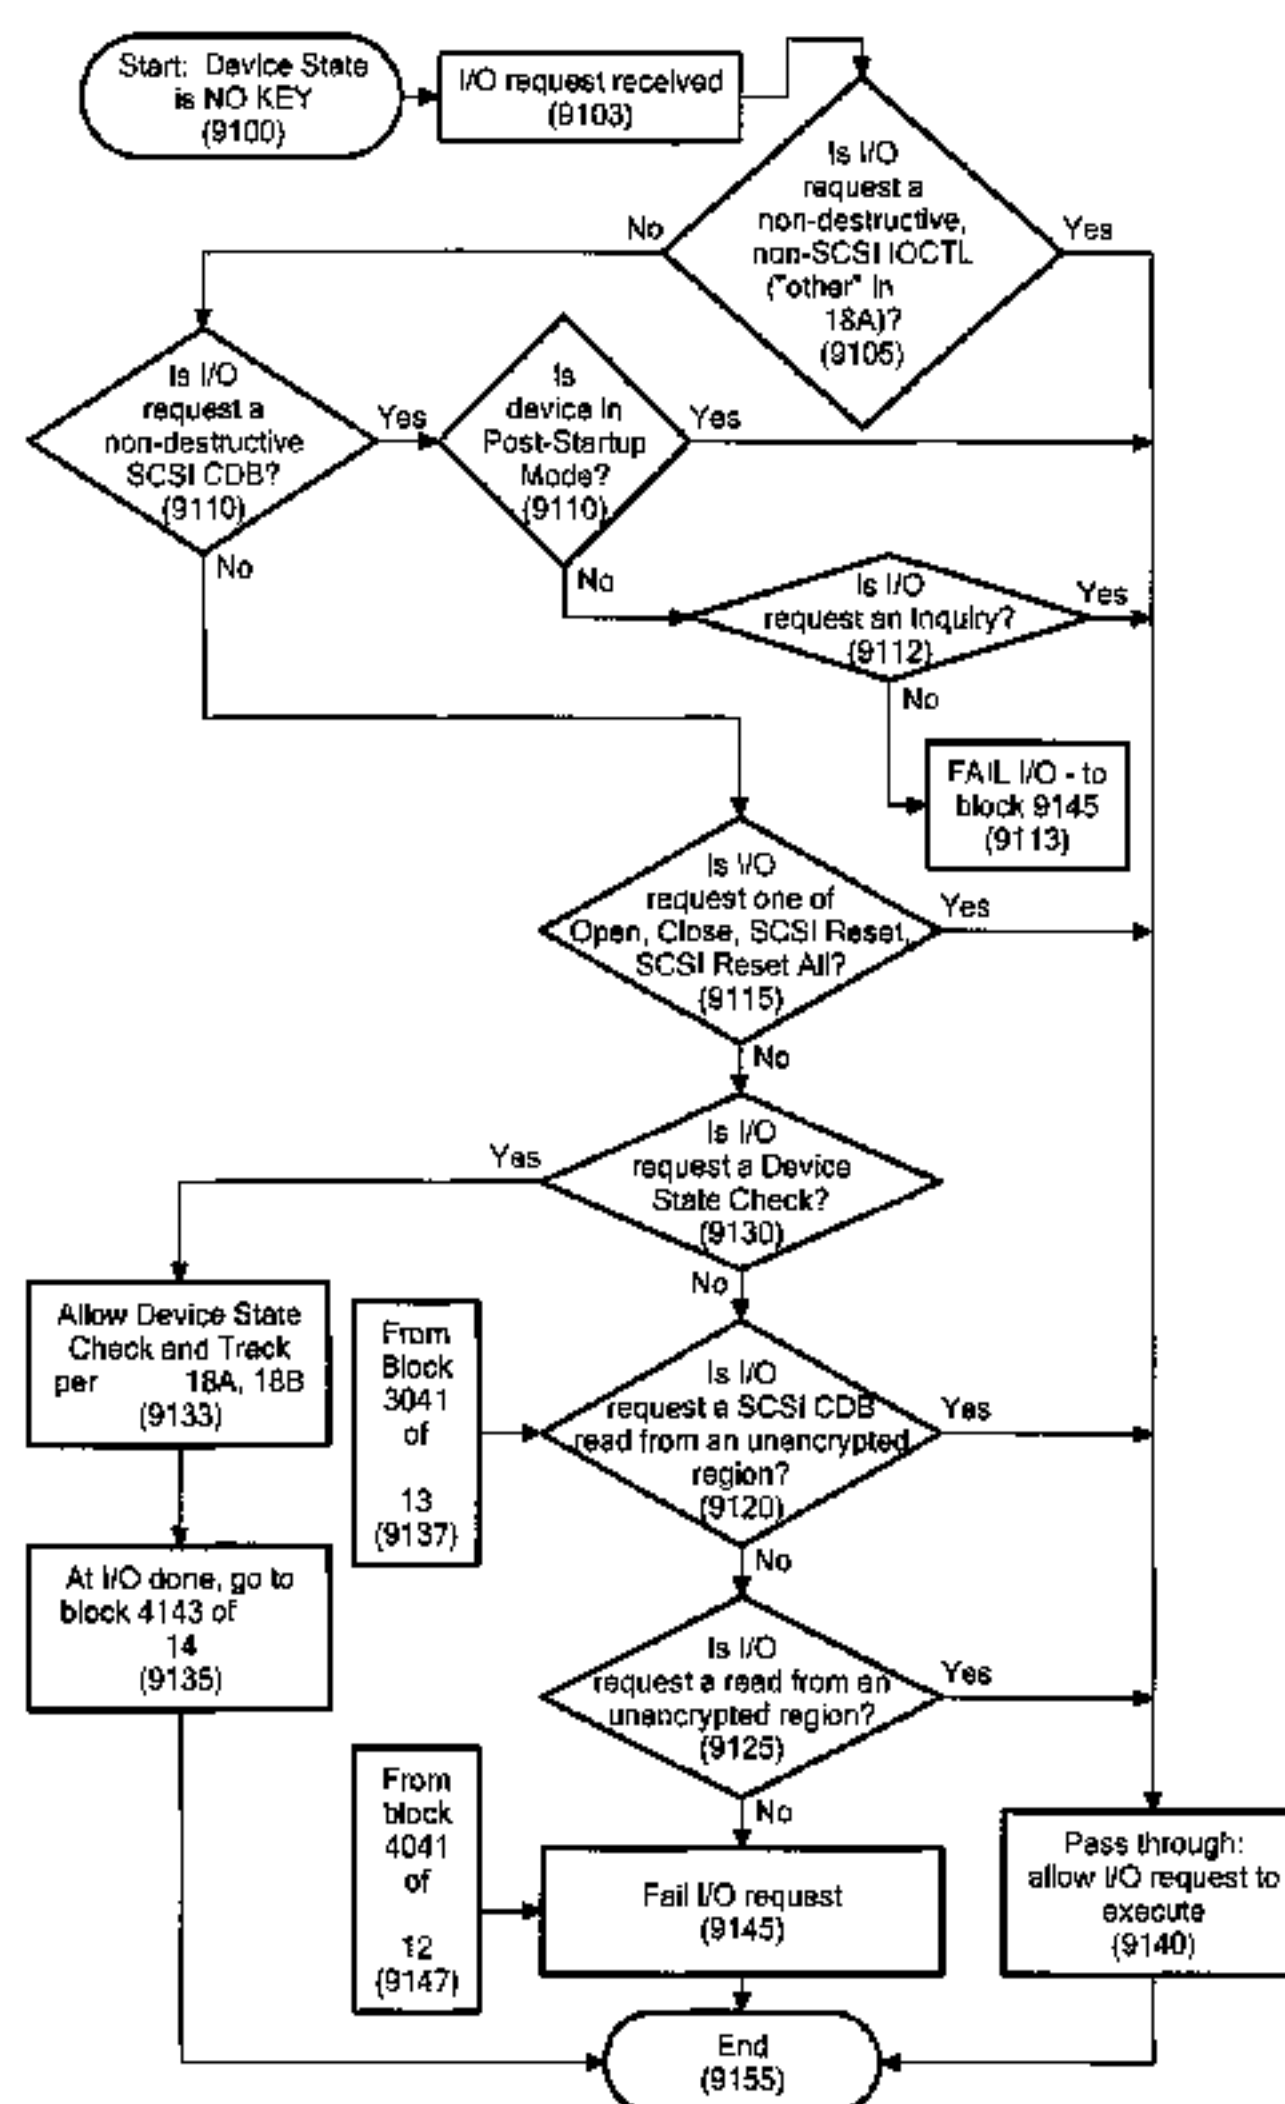 Start: Device State
is NO KEY
(9100)
I/O request received
(9103)
Is I/O
request a
non-destructive,
non-SCSI IOCTL
("other" in
18A)?
(9105)
No
Yes
Is I/O
request a
non-destructive
SCSI CDB?
(9110)
Yes
No
Is
device in
Post-Startup
Mode?
(9110)
Yes
No
Is I/O
request an Inquiry?
(9112)
Yes
No
FAIL I/O - to
block 9145
(9113)
Is I/O
request one of
Open, Close, SCSI Reset,
SCSI Reset All?
(9115)
Yes
No
Is I/O
request a Device
State Check?
(9130)
Yes
No
Allow Device State
Check and Track
per 18A, 18B
(9133)
From
Block
3041
of
13
(9137)
Is I/O
request a SCSI CDB
read from an unencrypted
region?
(9120)
Yes
No
At I/O done, go to
block 4143 of
14
(9135)
Is I/O
request a read from an
unencrypted region?
(9125)
Yes
No
From
block
4041
of
12
(9147)
Fail I/O request
(9145)
Pass through:
allow I/O request to
execute
(9140)
End
(9155)